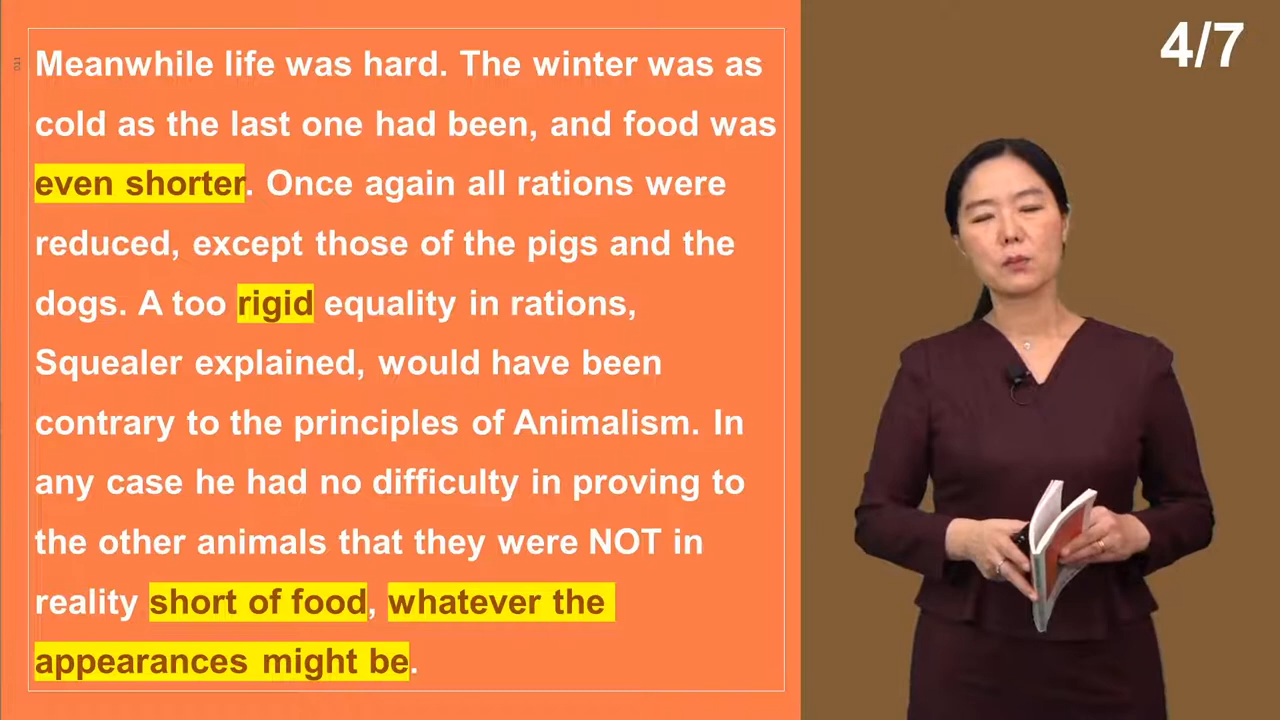 4/7
Meanwhile life was hard. The winter was as
cold as the last one had been, and food was
even shorter. Once again all rations were
reduced, except those of the pigs and the
dogs. A too rigid equality in rations,
Squealer explained, would have been
contrary to the principles of Animalism. In
any case he had no difficulty in proving to
the other animals that they were NOT in
reality short of food, whatever the
appearances might be.